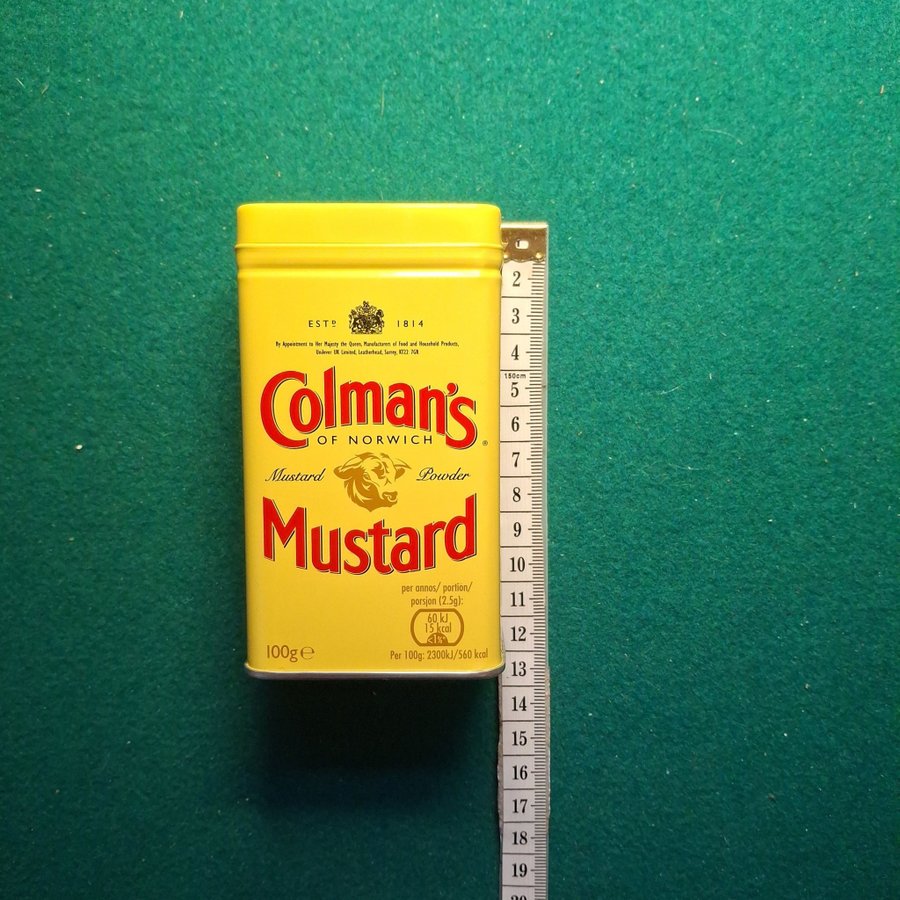 ESTD 1814
By Appointment to Her Majesty the Queen, Manufacturers of Food and Household Products,
Unilever UK Limited, Leatherhead, Surrey, KT22 7GR
Colman's
OF NORWICH
®
Mustard Powder
Mustard
per annos/ portion/
porsjon (2.5g):
60 kJ
15 kcal
<1%
100g ℮
Per 100g: 2300kJ/560 kcal
2
3
4
150cm
5
6
7
8
9
10
11
12
13
14
15
16
17
18
19
20